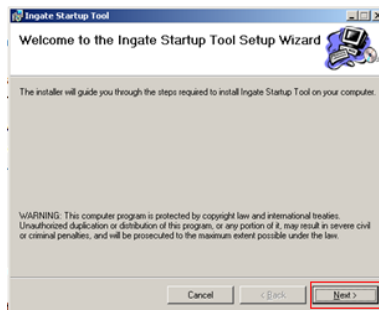 Ingate Startup Tool
Welcome to the Ingate Startup Tool Setup Wizard
The installer will guide you through the steps required to install Ingate Startup Tool on your computer.
WARNING: This computer program is protected by copyright law and international treaties.
Unauthorized duplication or distribution of this program, or any portion of it, may result in severe civil
or criminal penalties, and will be prosecuted to the maximum extent possible under the law.
Cancel < Back Next >